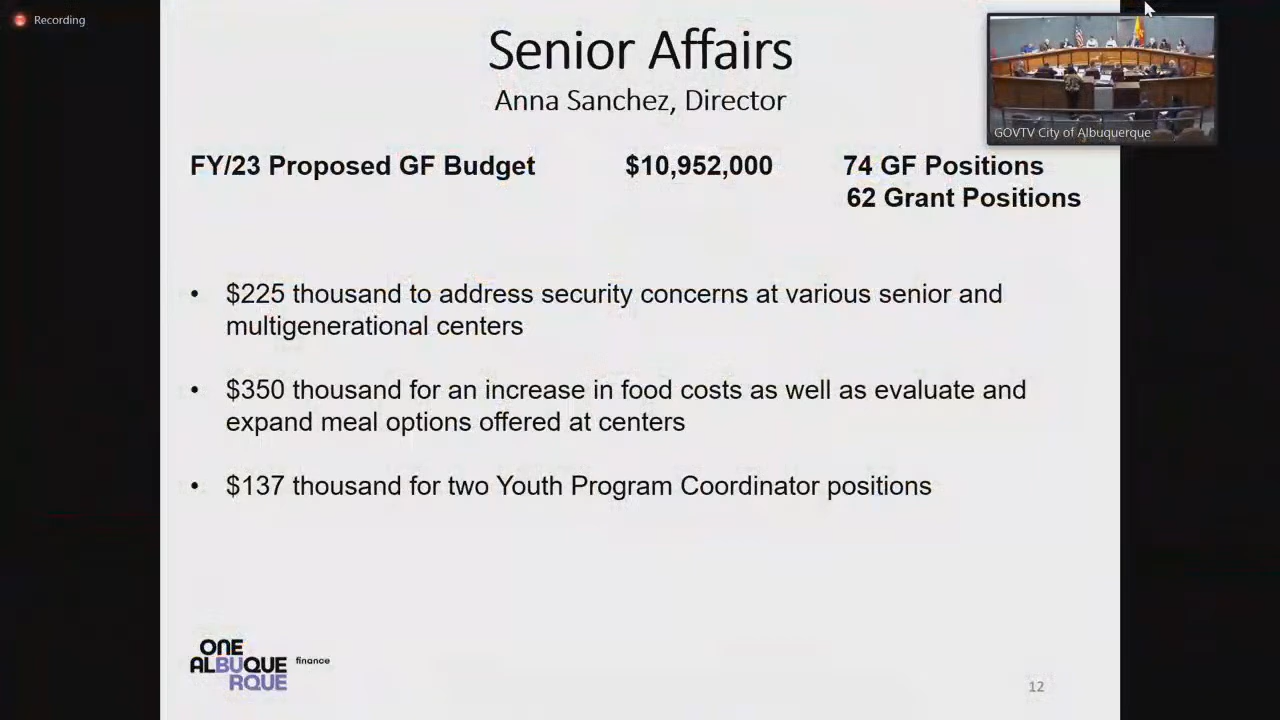 Recording
Senior Affairs
Anna Sanchez, Director
GOVTV City of Albuquerque
FY/23 Proposed GF Budget $10,952,000 74 GF Positions
62 Grant Positions
• $225 thousand to address security concerns at various senior and
multigenerational centers
• $350 thousand for an increase in food costs as well as evaluate and
expand meal options offered at centers
• $137 thousand for two Youth Program Coordinator positions
ONE
ALBUQUE finance
RQUE
12